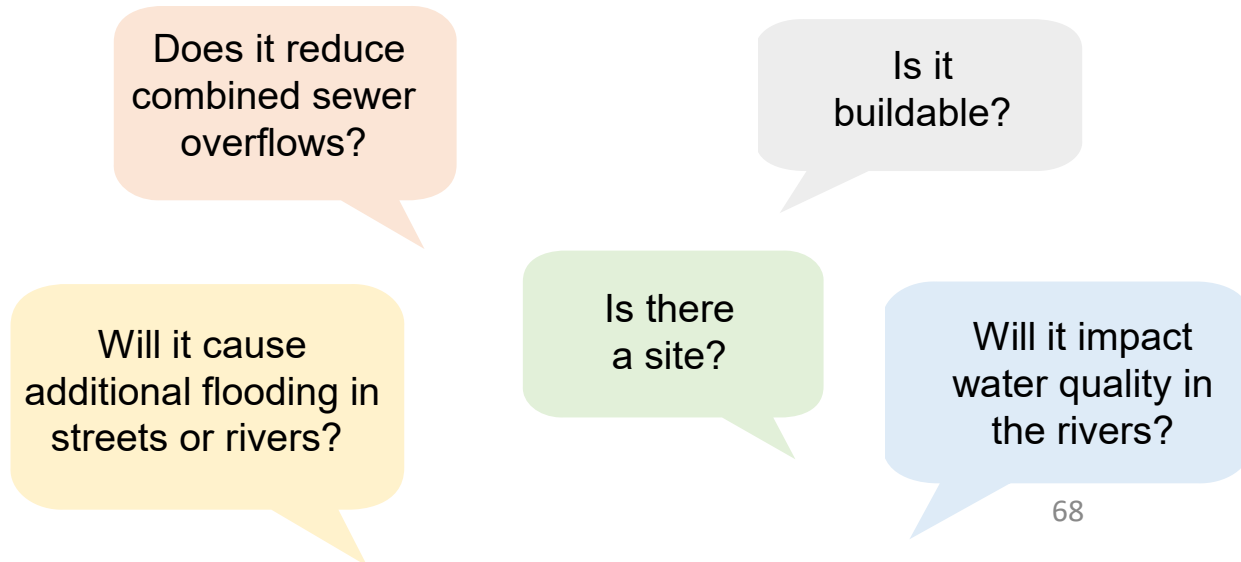 Does it reduce
combined sewer
overflows?
Is it
buildable?
Will it cause
additional flooding in
streets or rivers?
Is there
a site?
Will it impact
water quality in
the rivers?
68